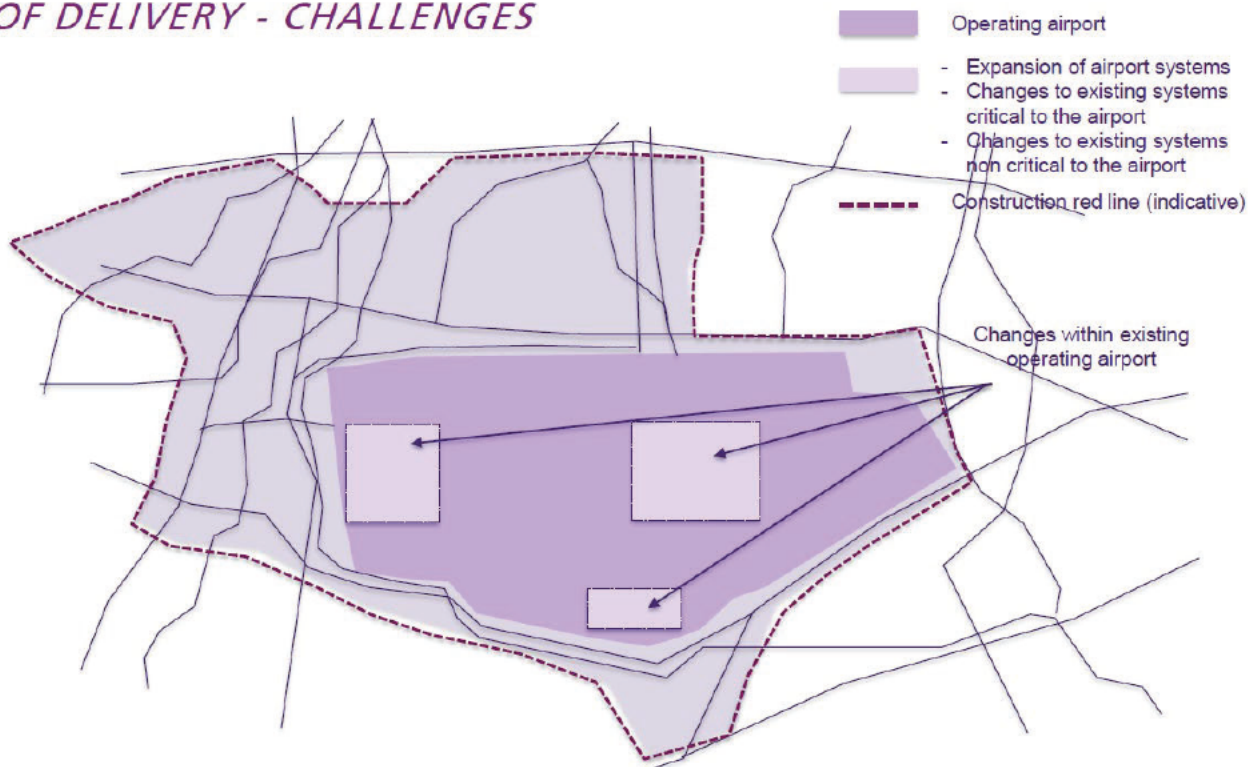 OF DELIVERY - CHALLENGES
Operating airport
- Expansion of airport systems
- Changes to existing systems
critical to the airport
- Changes to existing systems
non critical to the airport
Construction red line (indicative)
Changes within existing
operating airport